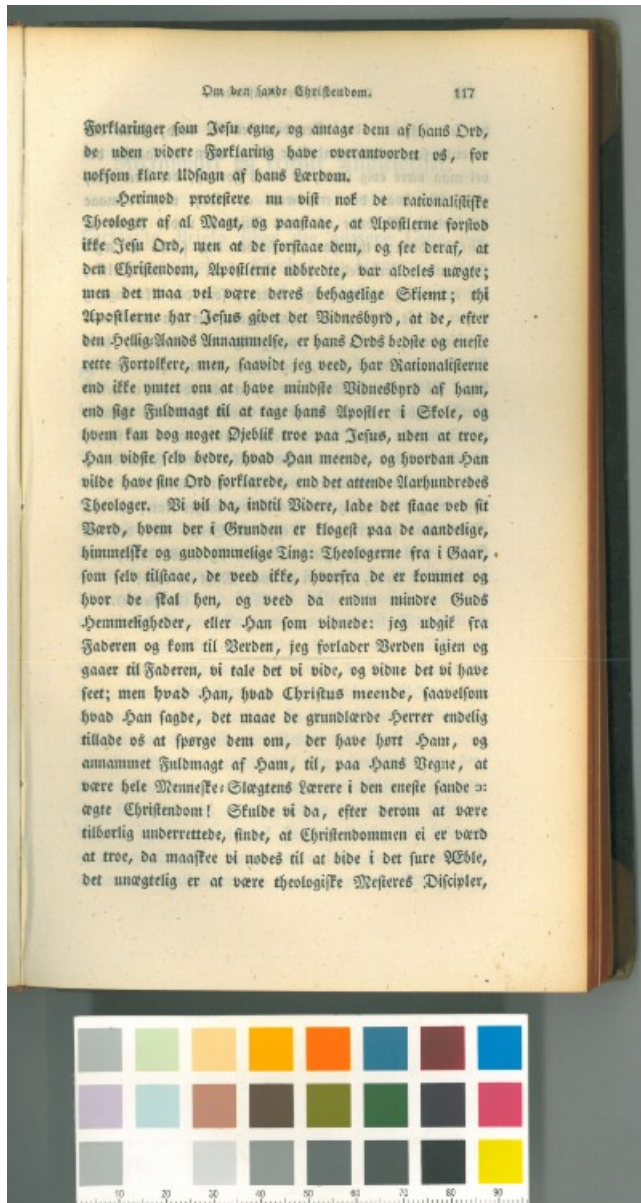 Om den sande Christendom. 117
Forklaringer som Jesu egne, og antage dem af hans Ord,
de uden videre Forklaring have overantvordet os, for
noksom klare Udsagn af hans Lærdom.
Herimod protestere nu vist nok de rationalistiske
Theologer af al Magt, og paastaae, at Apostlerne forstod
ikke Jesu Ord, men at de forstaae dem, og see deraf, at
den Christendom, Apostlerne udbredte, var aldeles uægte;
men det maa vel være deres behagelige Skiemt; thi
Apostlerne har Jesus givet det Vidnesbyrd, at de, efter
den Hellig-Aands Annammelse, er hans Ords bedste og eneste
rette Fortolkere, men, saavidt jeg veed, har Rationalisterne
end ikke ymtet om at have mindste Vidnesbyrd af ham,
end sige Fuldmagt til at tage hans Apostler i Skole, og
hvem kan dog noget Øjeblik troe paa Jesus, uden at troe,
Han vidste selv bedre, hvad Han meende, og hvordan Han
vilde have sine Ord forklarede, end det attende Aarhundredes
Theologer. Vi vil da, indtil Videre, lade det staae ved sit
Værd, hvem der i Grunden er klogest paa de aandelige,
himmelske og guddommelige Ting: Theologerne fra i Gaar,
som selv tilstaae, de veed ikke, hvorfra de er kommet og
hvor de skal hen, og veed da endnu mindre Guds
Hemmeligheder, eller Han som vidnede: jeg udgik fra
Faderen og kom til Verden, jeg forlader Verden igien og
gaaer til Faderen, vi tale det vi vide, og vidne det vi have
seet; men hvad Han, hvad Christus meende, saavelsom
hvad Han sagde, det maae de grundlærde Herrer endelig
tillade os at spørge dem om, der have hørt Ham, og
annammet Fuldmagt af Ham, til, paa Hans Vegne, at
være hele Menneske-Slægtens Lærere i den eneste sande ɔ:
ægte Christendom! Skulde vi da, efter derom at være
tilbørlig underrettede, finde, at Christendommen ei er værd
at troe, da maaskee vi nødes til at bide i det sure Æble,
det unægtelig er at være theologiske Mesteres Discipler,
10 20 30 40 50 60 70 80 90